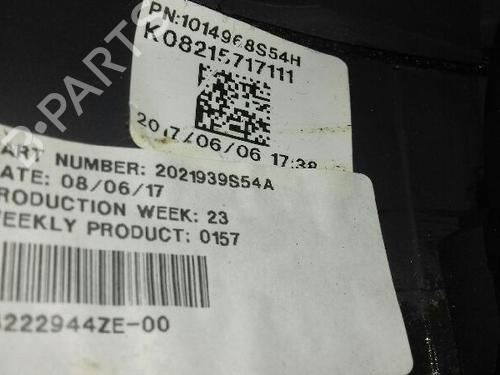 PN:1014968S54H
K08215717111
2017/06/06 17:38
ART NUMBER: 2021939S54A
ATE: 08/06/17
RODUCTION WEEK: 23
EEKLY PRODUCT: 0157
222944ZE-00
B-PARTS